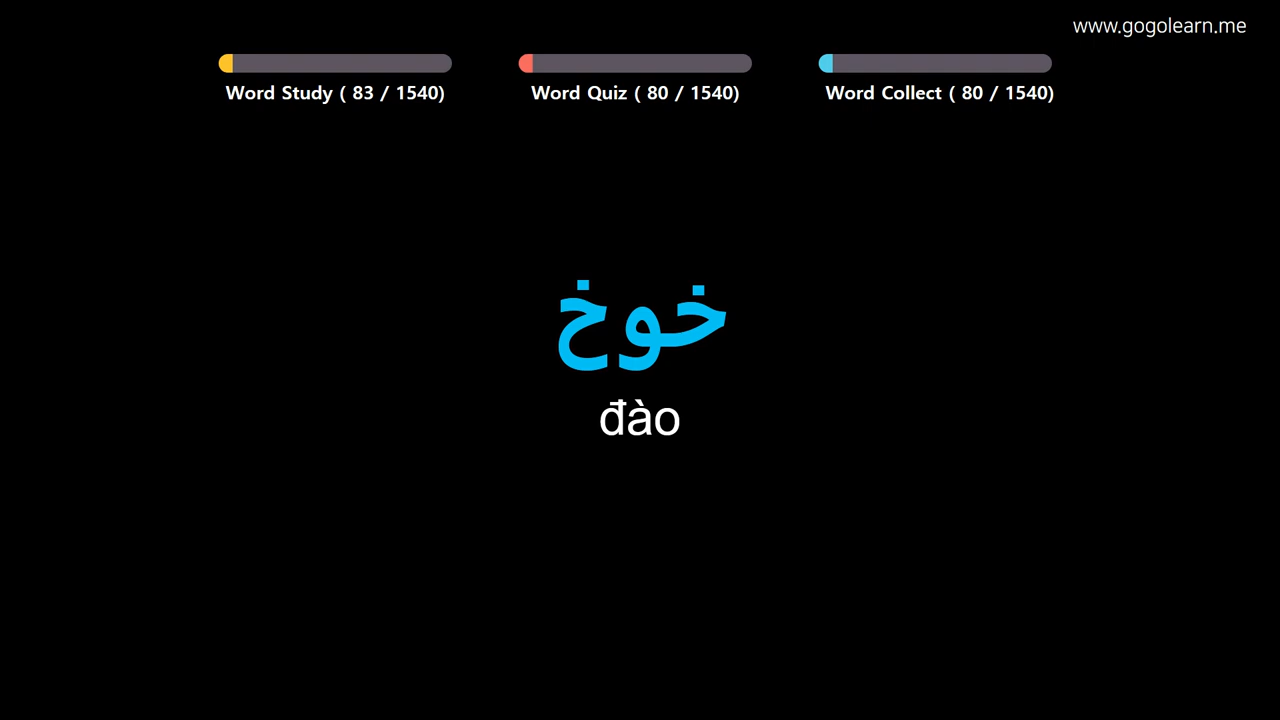 www.gogolearn.me
Word Study ( 83 / 1540)
Word Quiz ( 80 / 1540)
Word Collect ( 80 / 1540)
خوخ
đào